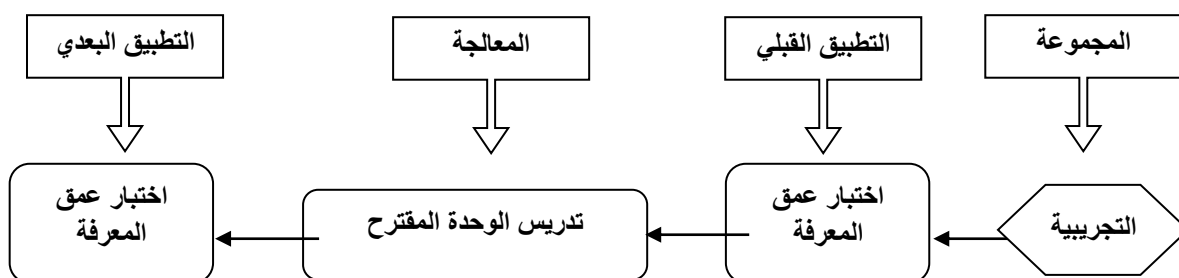 المجموعة
التطبيق القبلي
المعالجة
التطبيق البعدي
التجريبية
اختبار عمق
المعرفة
تدريس الوحدة المقترح
اختبار عمق
المعرفة